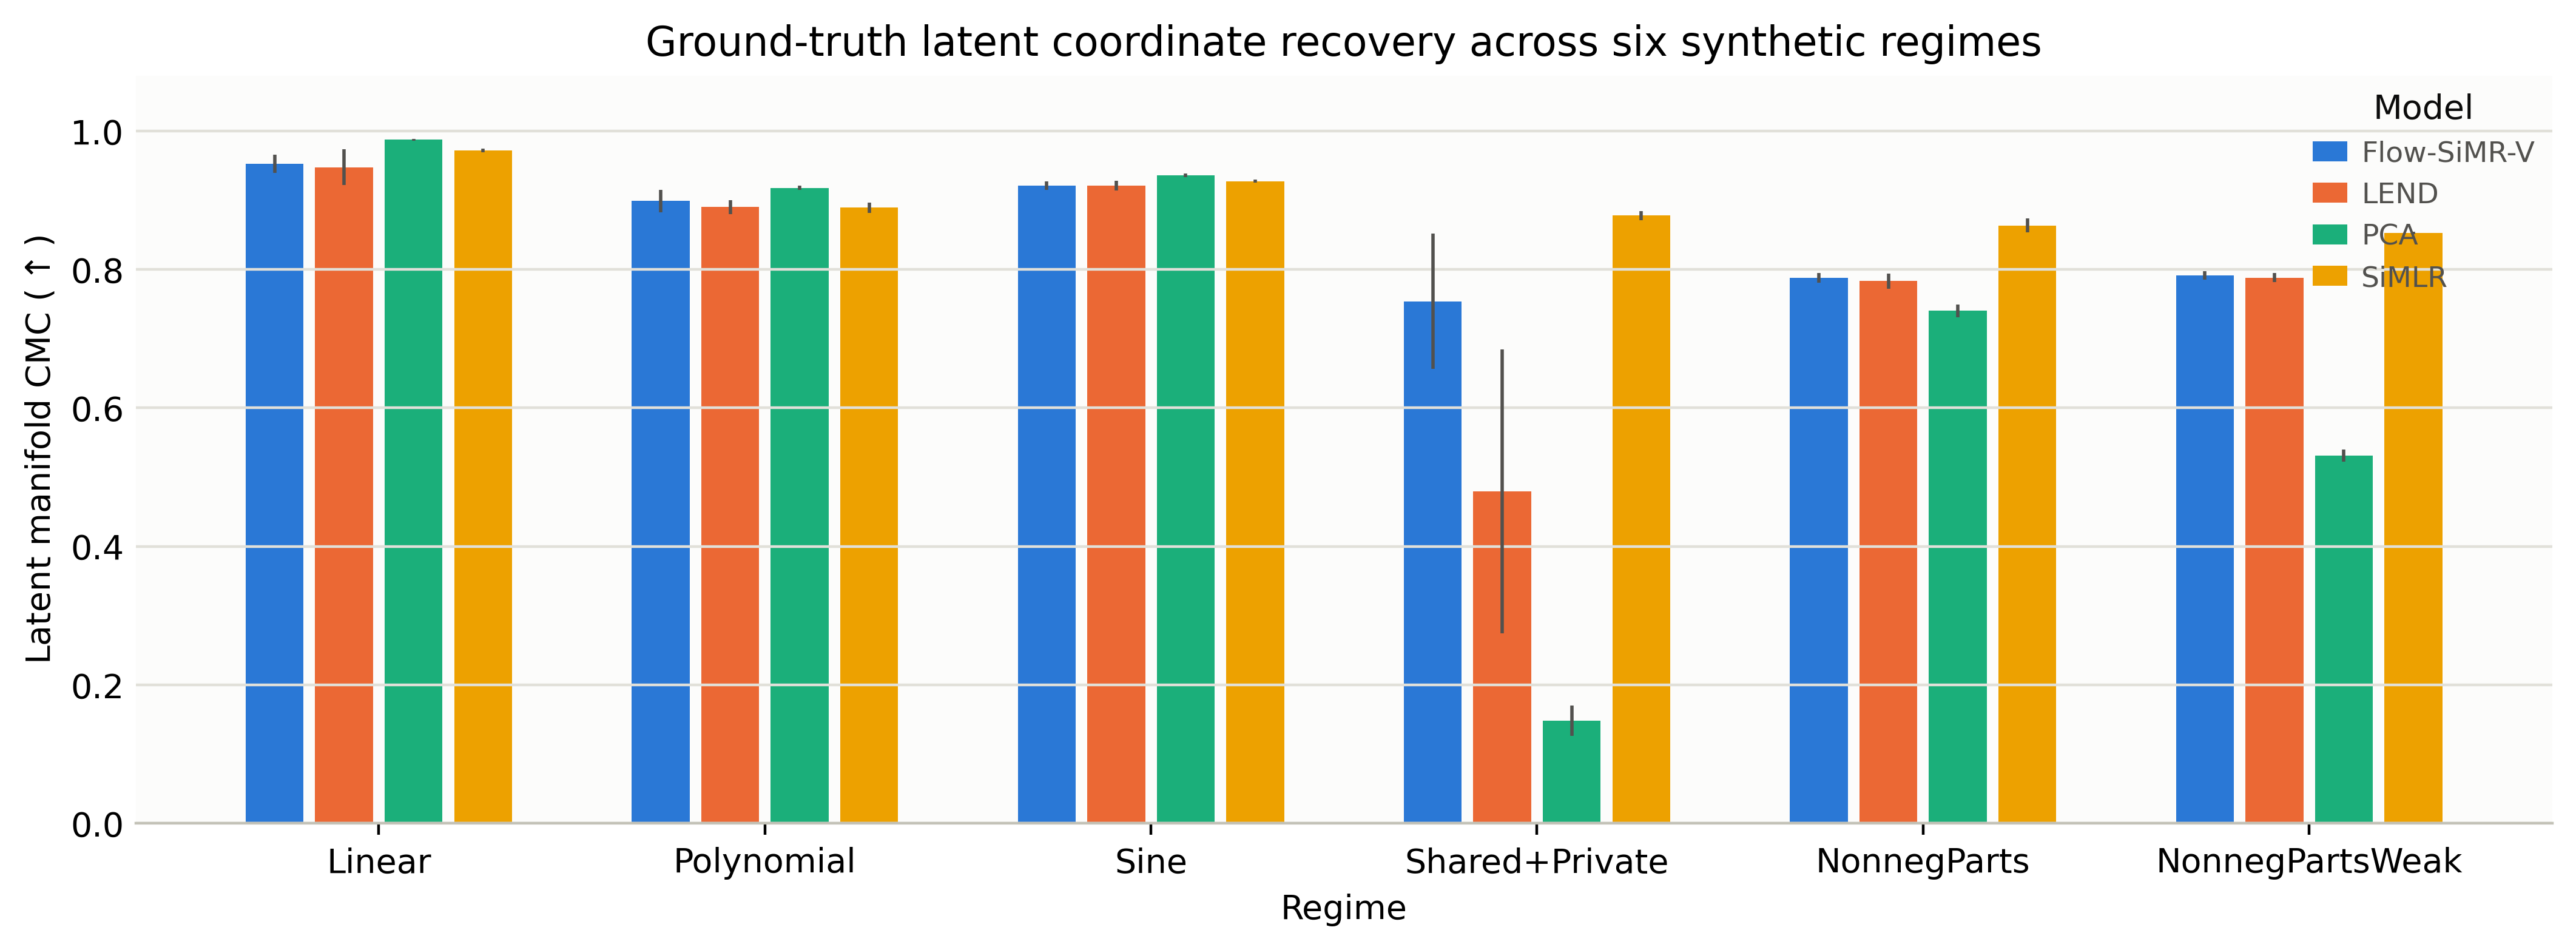 Ground-truth latent coordinate recovery across six synthetic regimes
Latent manifold CMC (↑)
1.0
0.8
0.6
0.4
0.2
0.0
Model
Flow-SiMR-V
LEND
PCA
SiMLR
Linear
Polynomial
Sine
Shared+Private
NonnegParts
NonnegPartsWeak
Regime